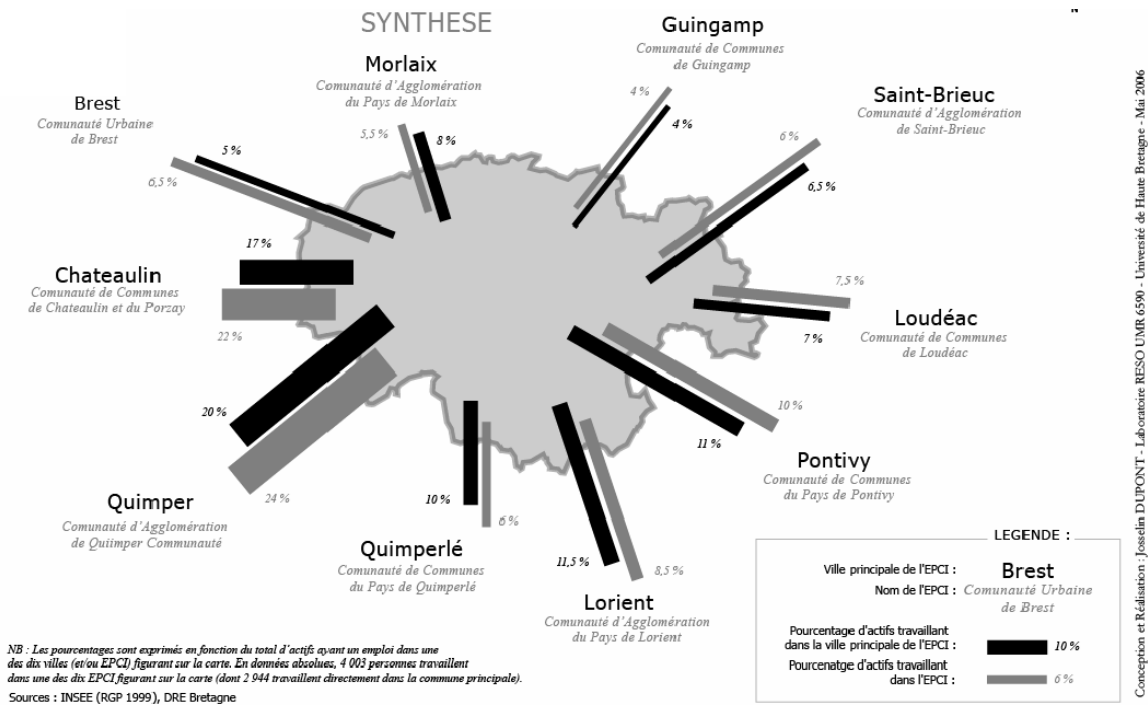 SYNTHESE
Guingamp
Comunauté de Communes
de Guingamp
4 %
4 %
Morlaix
Comunauté d'Agglomération
du Pays de Morlaix
5,5 %
8 %
Brest
Comunauté Urbaine
de Brest
5 %
6,5 %
Saint-Brieuc
Comunauté d'Agglomération
de Saint-Brieuc
6 %
6,5 %
17 %
Chateaulin
Comunauté de Communes
de Chateaulin et du Porzay
22 %
7,5 %
Loudéac
7 %
Comunauté de Communes
de Loudéac
20 %
24 %
Quimper
Comunauté d'Agglomération
de Quiimper Communauté
10 %
6 %
Quimperlé
Comunauté de Communes
du Pays de Quimperlé
11,5 %
8,5 %
Lorient
Comunauté d'Agglomération
du Pays de Lorient
10 %
11 %
Pontivy
Comunauté de Communes
du Pays de Pontivy
LEGENDE :
Ville principale de l'EPCI : Brest
Nom de l'EPCI : Comunauté Urbaine
de Brest
Pourcentage d'actifs travaillant
dans la ville principale de l'EPCI : 10 %
Pourcenatge d'actifs travaillant
dans l'EPCI : 6 %
NB : Les pourcentages sont exprimés en fonction du total d'actifs ayant un emploi dans une
des dix villes (et/ou EPCI) figurant sur la carte. En données absolues, 4 003 personnes travaillent
dans une des dix EPCI figurant sur la carte (dont 2 944 travaillent directement dans la commune principale).
Sources : INSEE (RGP 1999), DRE Bretagne
Conception et Réalisation : Josselin DUPONT - Laboratoire RESO UMR 6590 - Université de Haute Bretagne - Mai 2006